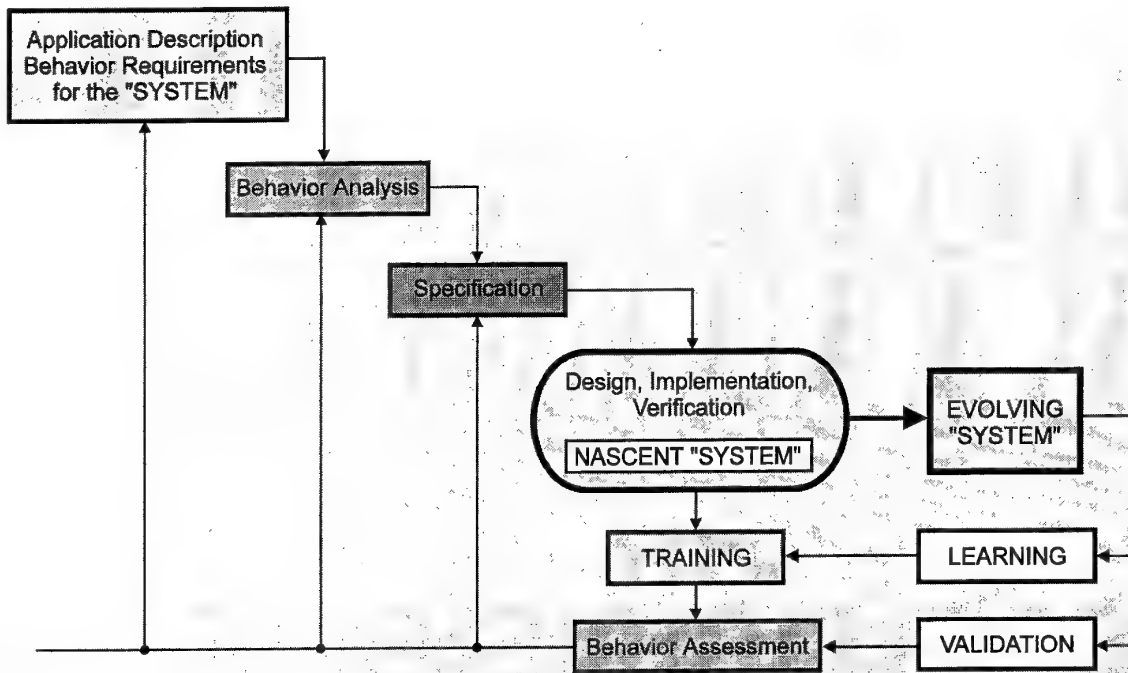 Application Description
Behavior Requirements
for the "SYSTEM"
Behavior Analysis
Specification
Design, Implementation,
Verification
NASCENT "SYSTEM"
EVOLVING
"SYSTEM"
TRAINING
LEARNING
Behavior Assessment
VALIDATION